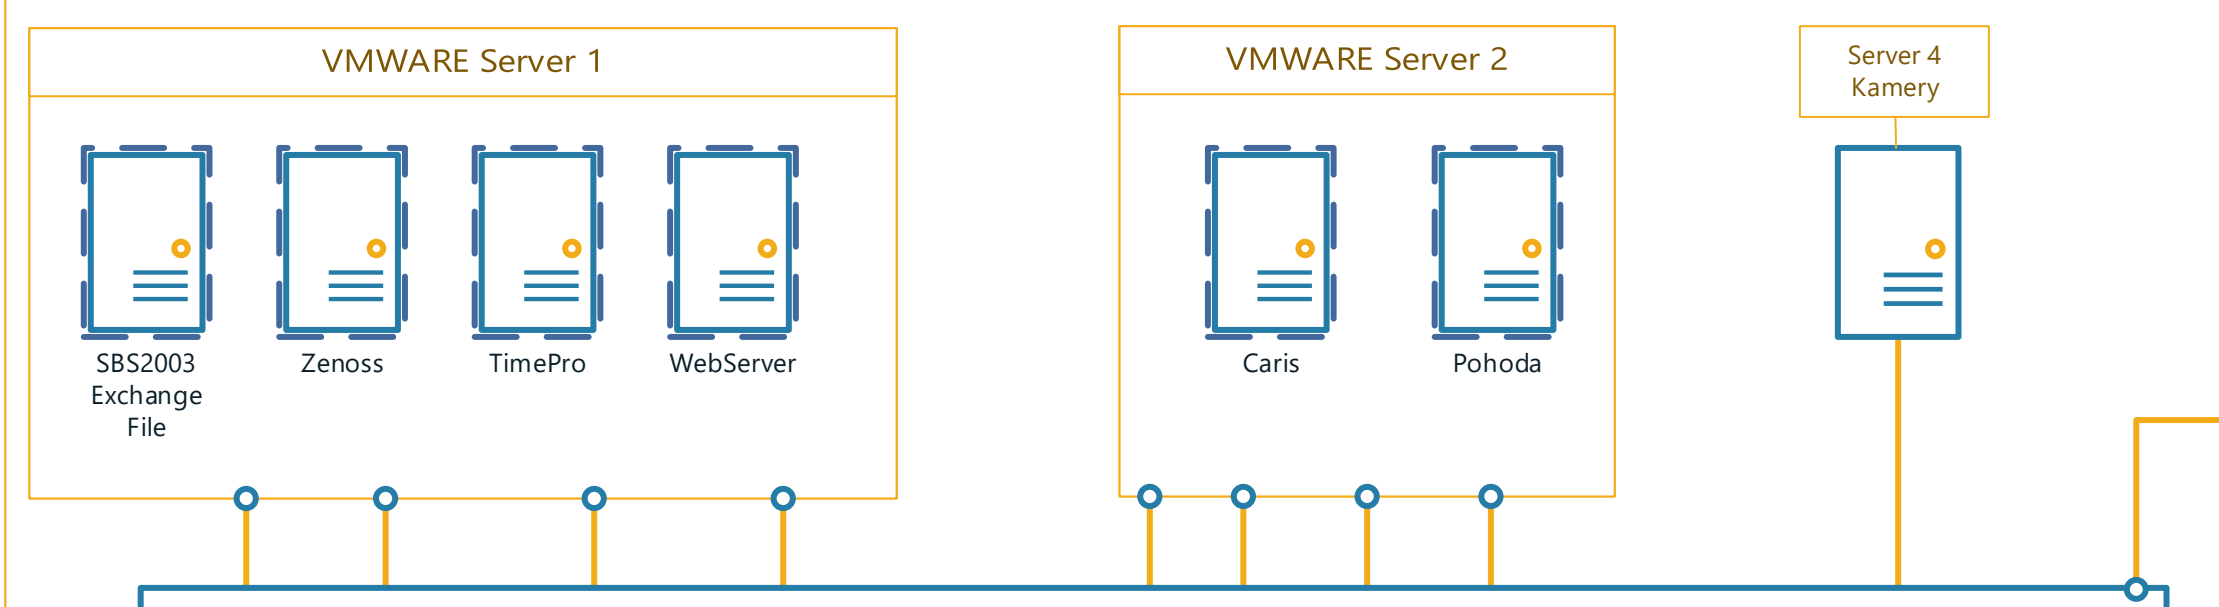 VMWARE Server 1
VMWARE Server 2
Server 4
Kamery
SBS2003
Exchange
File
Zenoss
TimePro
WebServer
Caris
Pohoda